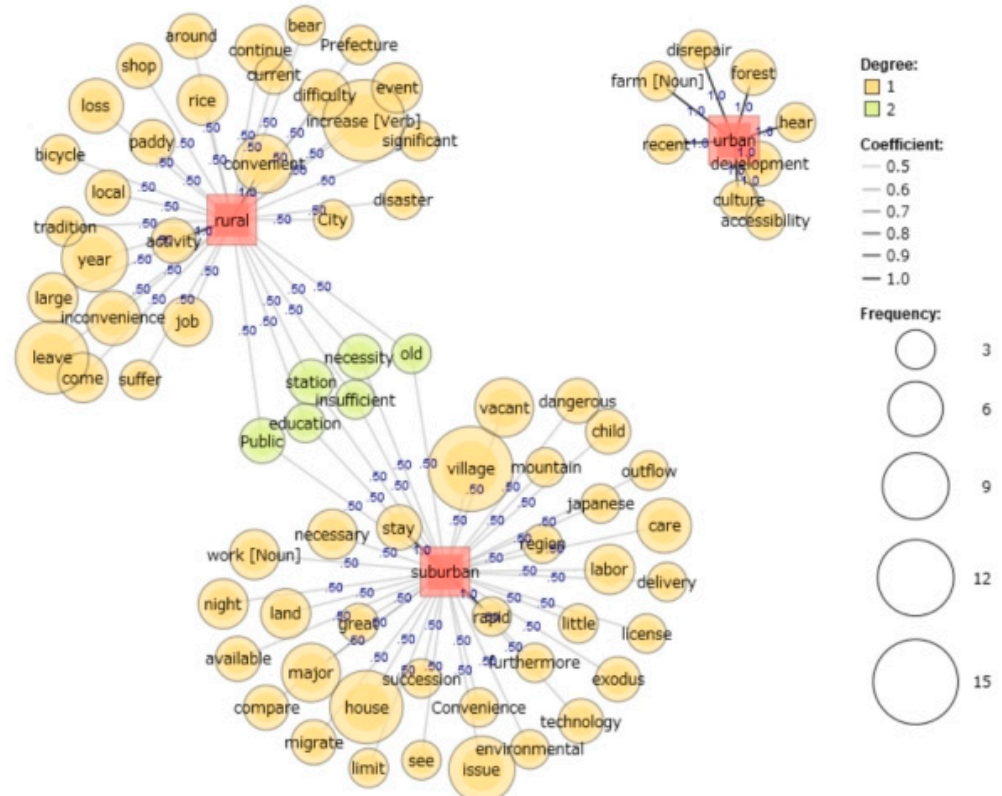 around
continue
bear
Prefecture
shop
current
difficulty
event
loss
rice
increase [Verb]
significant
bicycle
paddy
convenient
local
disaster
tradition
rural
City
activity
year
large
inconvenience
job
leave
come
suffer
necessity
old
station
insufficient
education
Public
disrepair
farm [Noun]
forest
hear
recent
urban
development
culture
accessibility
vacant
dangerous
child
village
mountain
outflow
japanese
necessary
stay
region
care
work [Noun]
suburban
labor
delivery
night
land
great
rapid
little
license
available
major
succession
furthermore
exodus
compare
house
Convenience
technology
migrate
limit
see
issue
environmental
Degree:
1
2
Coefficient:
0.5
0.6
0.7
0.8
0.9
1.0
Frequency:
3
6
9
12
15